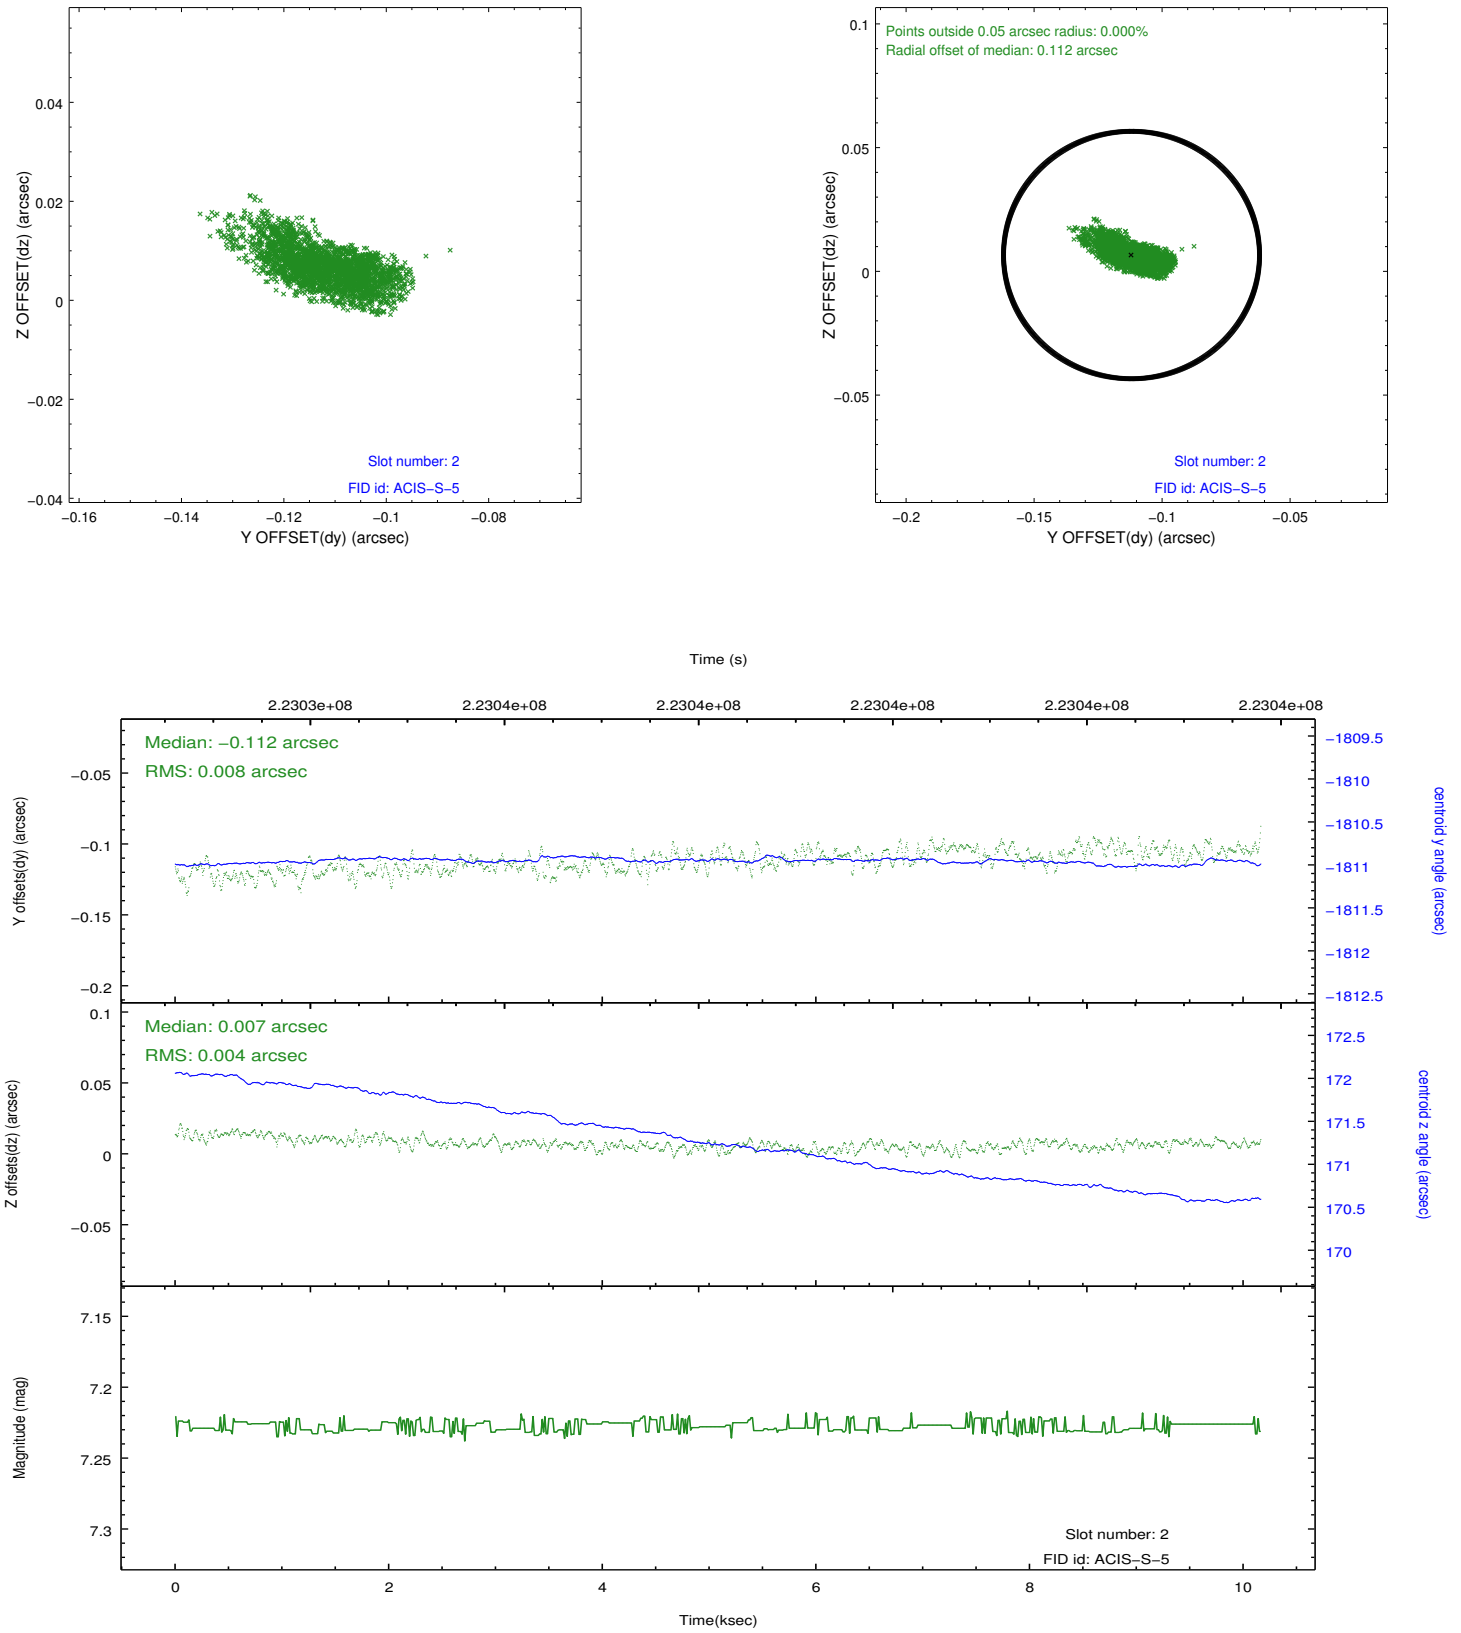 0.04
0.02
0
−0.02
−0.04
Z OFFSET(dz) (arcsec)
−0.16 −0.14 −0.12 −0.1 −0.08
Y OFFSET(dy) (arcsec)
Slot number: 2
FID id: ACIS−S−5
Points outside 0.05 arcsec radius: 0.000%
Radial offset of median: 0.112 arcsec
0.1
0.05
0
−0.05
Z OFFSET(dz) (arcsec)
Slot number: 2
FID id: ACIS−S−5
−0.2 −0.15 −0.1 −0.05
Y OFFSET(dy) (arcsec)
Time (s)
2.2303e+08 2.2304e+08 2.2304e+08 2.2304e+08 2.2304e+08 2.2304e+08
Median: −0.112 arcsec
RMS: 0.008 arcsec
−0.05
−0.1
−0.15
−0.2
Y offsets(dy) (arcsec)
−1809.5
−1810
−1810.5
−1811
−1811.5
−1812
−1812.5
centroid y angle (arcsec)
Median: 0.007 arcsec
RMS: 0.004 arcsec
0.1
0.05
0
−0.05
Z offsets(dz) (arcsec)
172.5
172
171.5
171
170.5
170
centroid z angle (arcsec)
7.15
7.2
7.25
7.3
Magnitude (mag)
Slot number: 2
FID id: ACIS−S−5
0 2 4 6 8 10
Time(ksec)